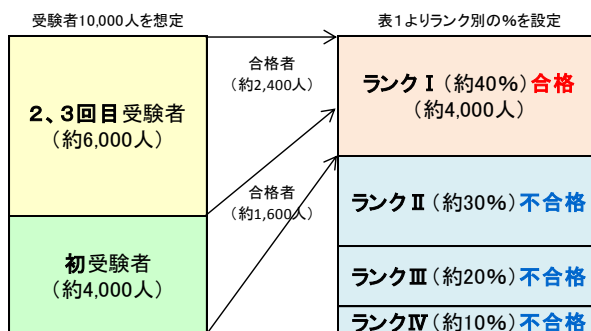 受験者10,000人を想定
表1よりランク別の%を設定
2、3回目受験者
(約6,000人)
初受験者
(約4,000人)
合格者
(約2,400人)
合格者
(約1,600人)
ランクⅠ(約40%)合格
(約4,000人)
ランクⅡ(約30%)不合格
ランクⅢ(約20%)不合格
ランクⅣ(約10%)不合格